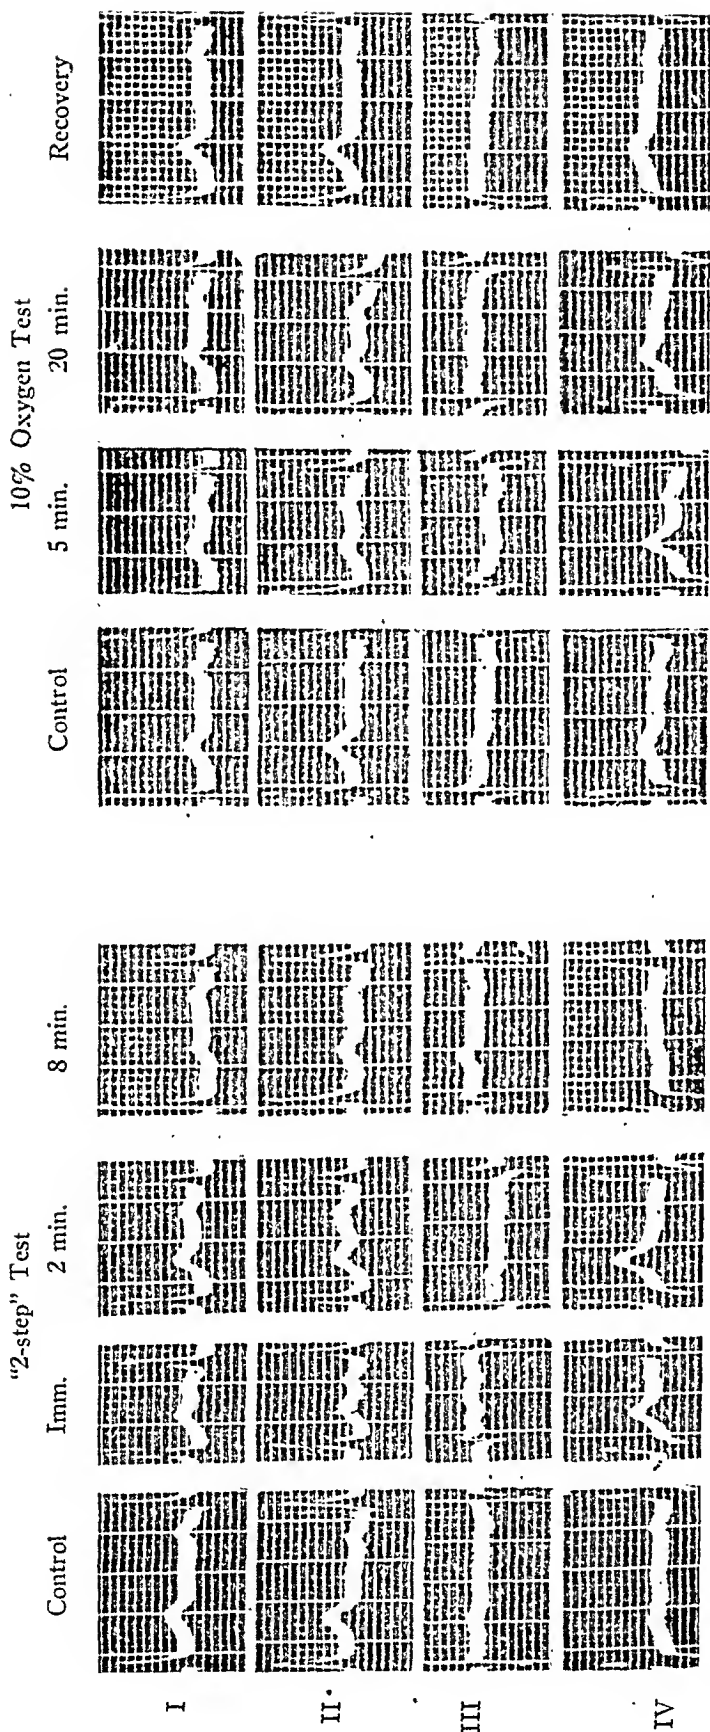 "2-step" Test
10% Oxygen Test
Control Imm. 2 min. 8 min. Control 5 min. 20 min. Recovery
I
II
III
IV